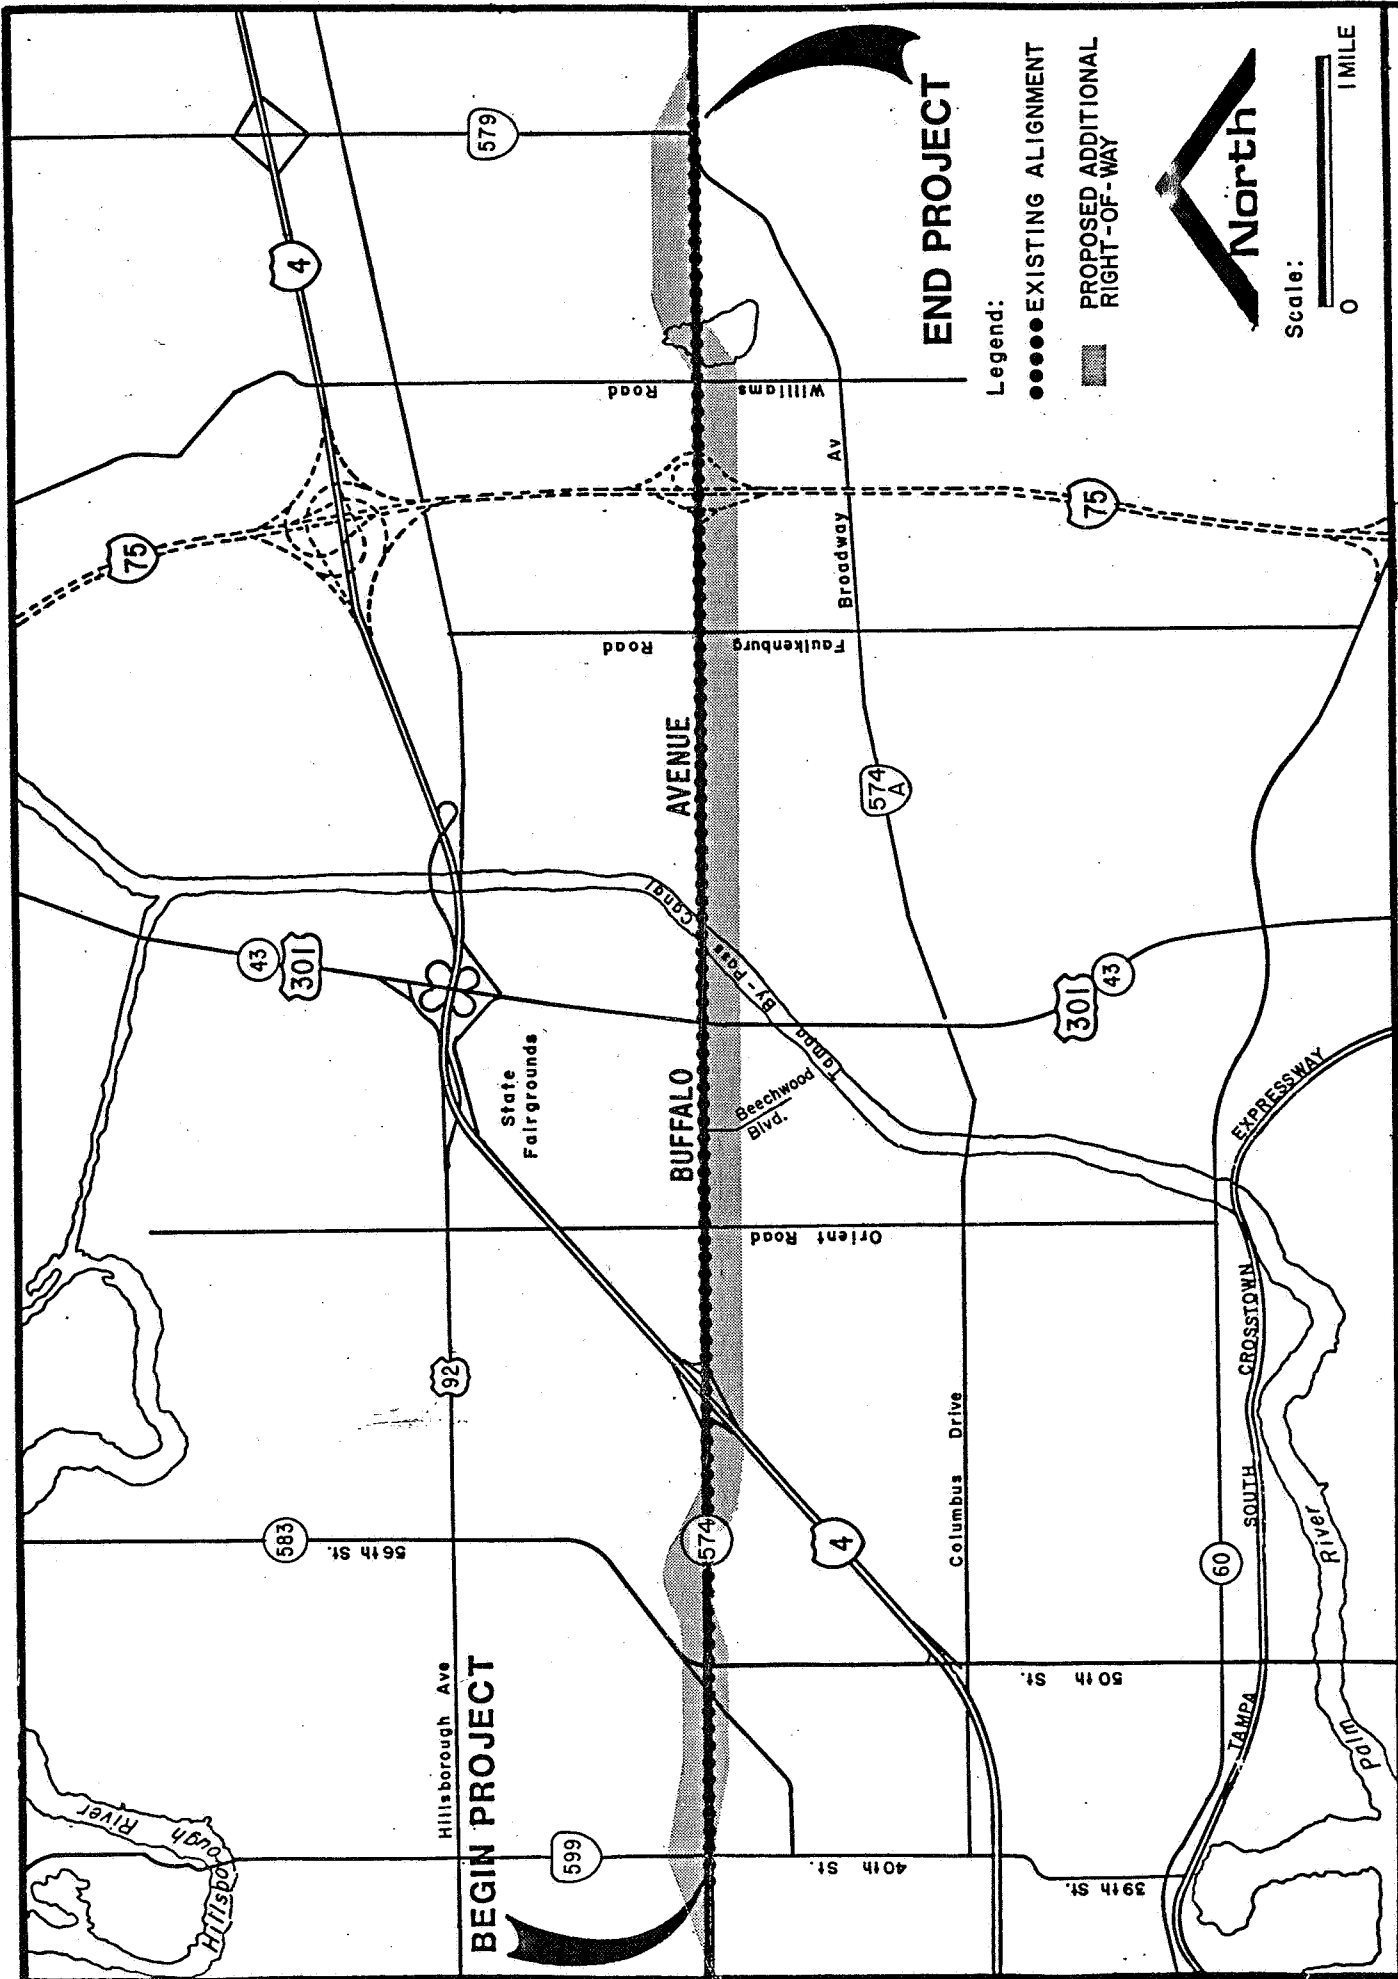 Hillsborough River
75
4
579
43
301
583
56th St.
92
Hillsborough Ave
State
Fairgrounds
Williams Road
Faulkenburg Road
BEGIN PROJECT
599
574
BUFFALO AVENUE
Tampa By-Pass Canal
Beechwood
Blvd.
Orient Road
Broadway Av
574
A
4
40th St.
Columbus Drive
39th St.
50th St.
301
43
75
60
TAMPA SOUTH CROSSTOWN EXPRESSWAY
Palm River
END PROJECT
Legend:
EXISTING ALIGNMENT
PROPOSED ADDITIONAL
RIGHT-OF-WAY
North
Scale:
0 1 MILE